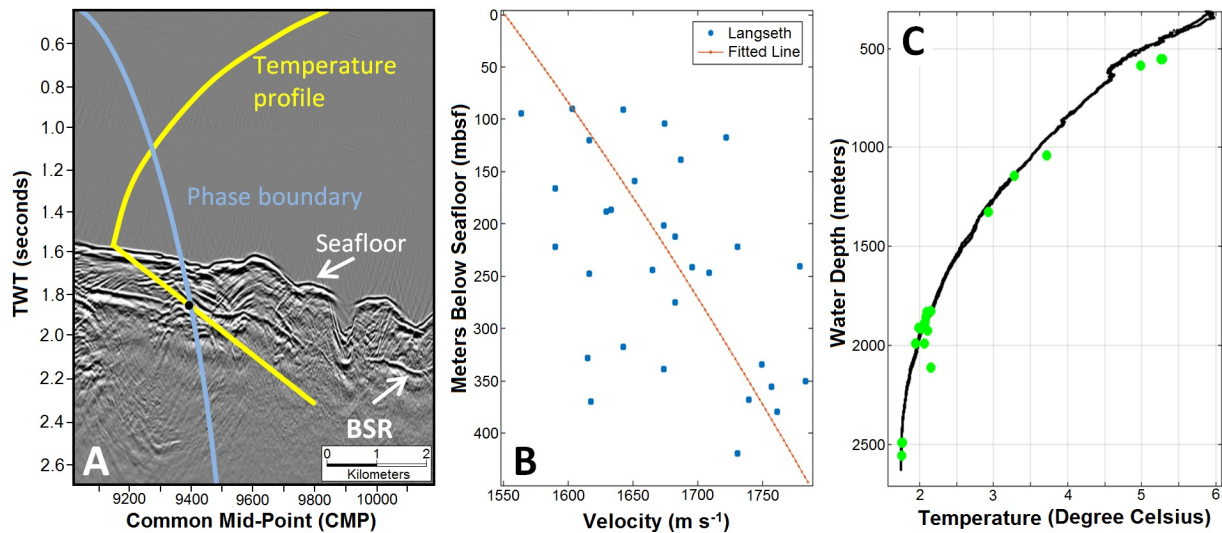 A
TWT (seconds)
0.6
0.8
1.0
1.2
1.4
1.6
1.8
2.0
2.2
2.4
2.6
Temperature
profile
Phase boundary
Seafloor
BSR
0 1 2
Kilometers
9200 9400 9600 9800 10000
Common Mid-Point (CMP)
B
Meters Below Seafloor (mbsf)
0
50
100
150
200
250
300
350
400
Langseth
Fitted Line
1550 1600 1650 1700 1750
Velocity (m s⁻¹)
C
Water Depth (meters)
500
1000
1500
2000
2500
2 3 4 5 6
Temperature (Degree Celsius)